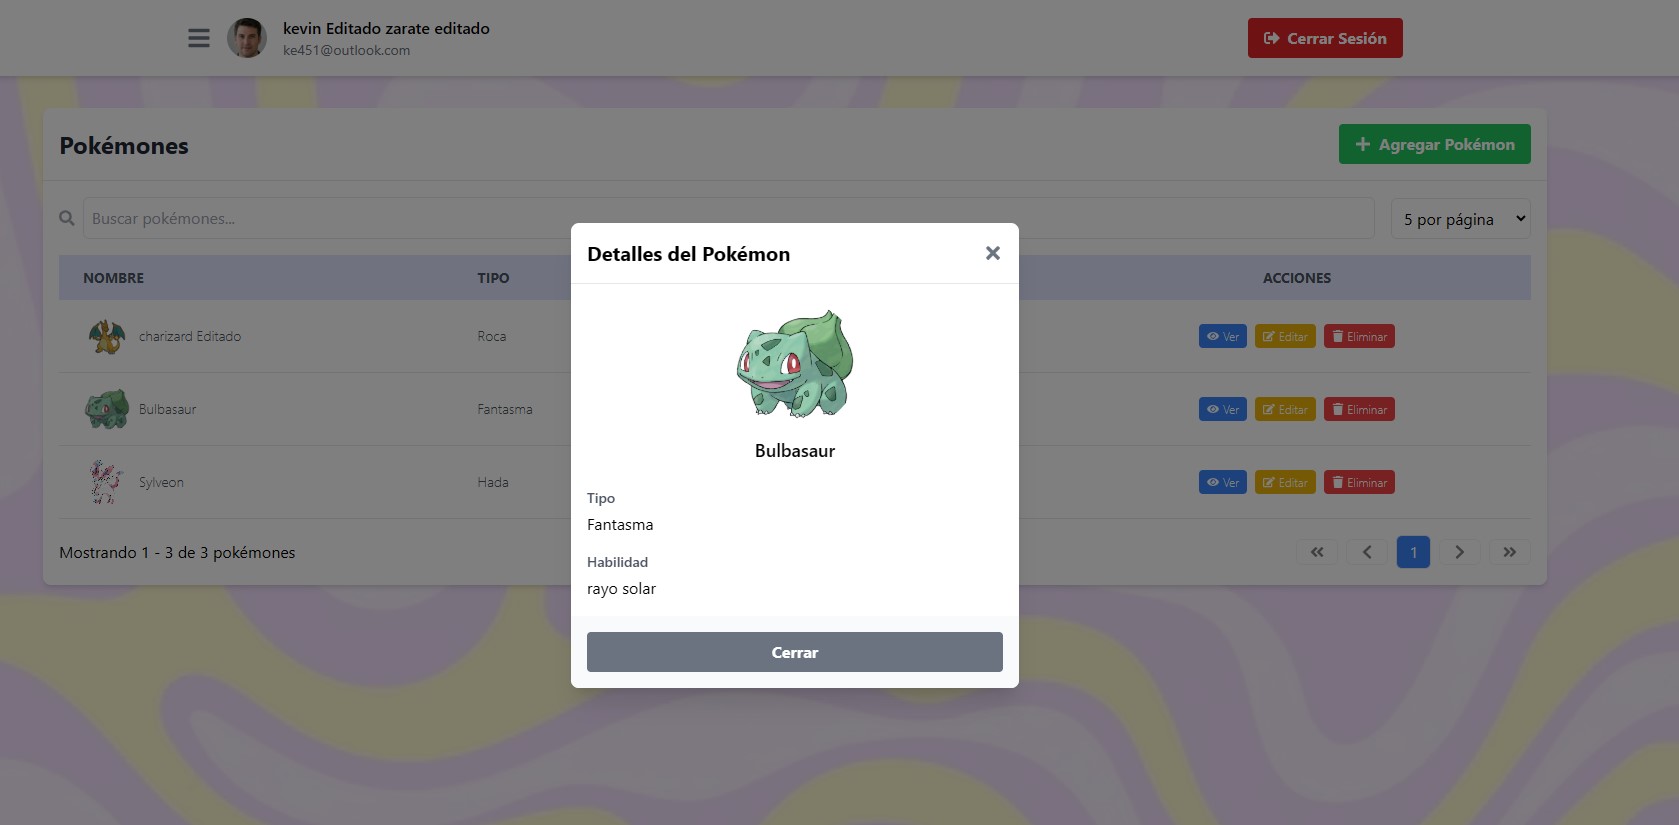 kevin Editado zarate editado
ke451@outlook.com
Cerrar Sesión
Pokémones
Agregar Pokémon
Buscar pokémones...
5 por página
NOMBRE TIPO ACCIONES
charizard Editado Roca Ver Editar Eliminar
Bulbasaur Fantasma Ver Editar Eliminar
Sylveon Hada Ver Editar Eliminar
Mostrando 1 - 3 de 3 pokémones
1
Detalles del Pokémon
Bulbasaur
Tipo
Fantasma
Habilidad
rayo solar
Cerrar